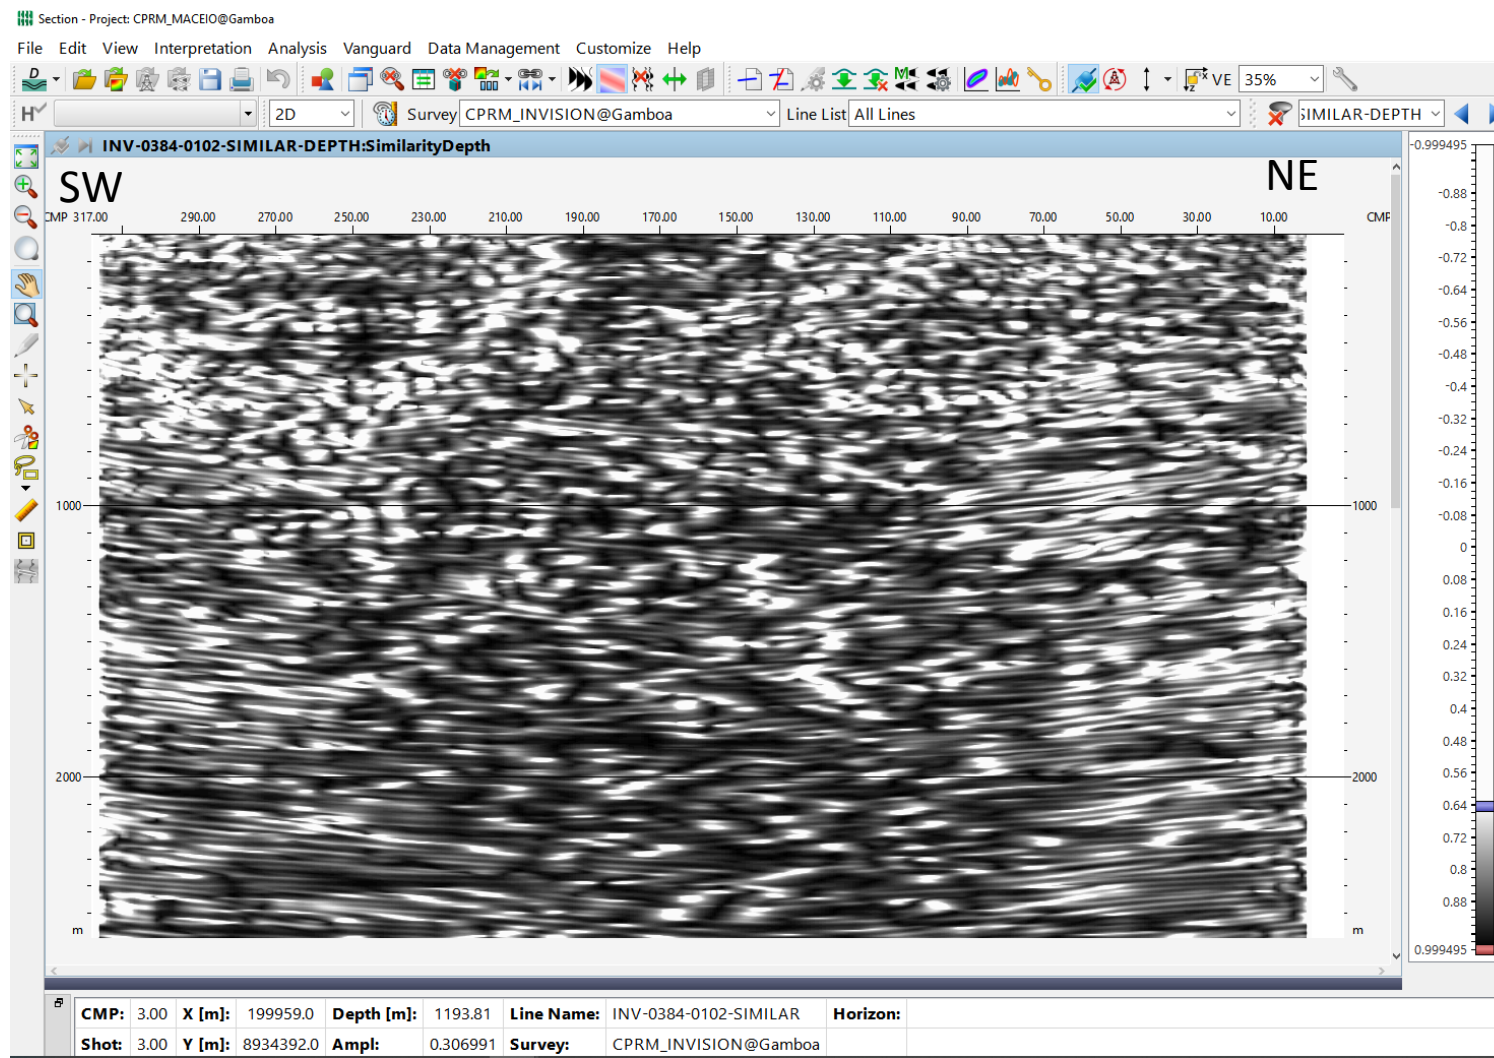 Section - Project: CPRM_MACEIO@Gamboa
File Edit View Interpretation Analysis Vanguard Data Management Customize Help
D VE 35%
H 2D Survey CPRM_INVISION@Gamboa Line List All Lines SIMILAR-DEPTH
INV-0384-0102-SIMILAR-DEPTH:SimilarityDepth
SW NE
CMP 317.00 290.00 270.00 250.00 230.00 210.00 190.00 170.00 150.00 130.00 110.00 90.00 70.00 50.00 30.00 10.00 CMP
1000 1000
2000 2000
m m
-0.999495
-0.88
-0.8
-0.72
-0.64
-0.56
-0.48
-0.4
-0.32
-0.24
-0.16
-0.08
0
0.08
0.16
0.24
0.32
0.4
0.48
0.56
0.64
0.72
0.8
0.88
0.999495
CMP: 3.00 X [m]: 199959.0 Depth [m]: 1193.81 Line Name: INV-0384-0102-SIMILAR Horizon:
Shot: 3.00 Y [m]: 8934392.0 Ampl: 0.306991 Survey: CPRM_INVISION@Gamboa